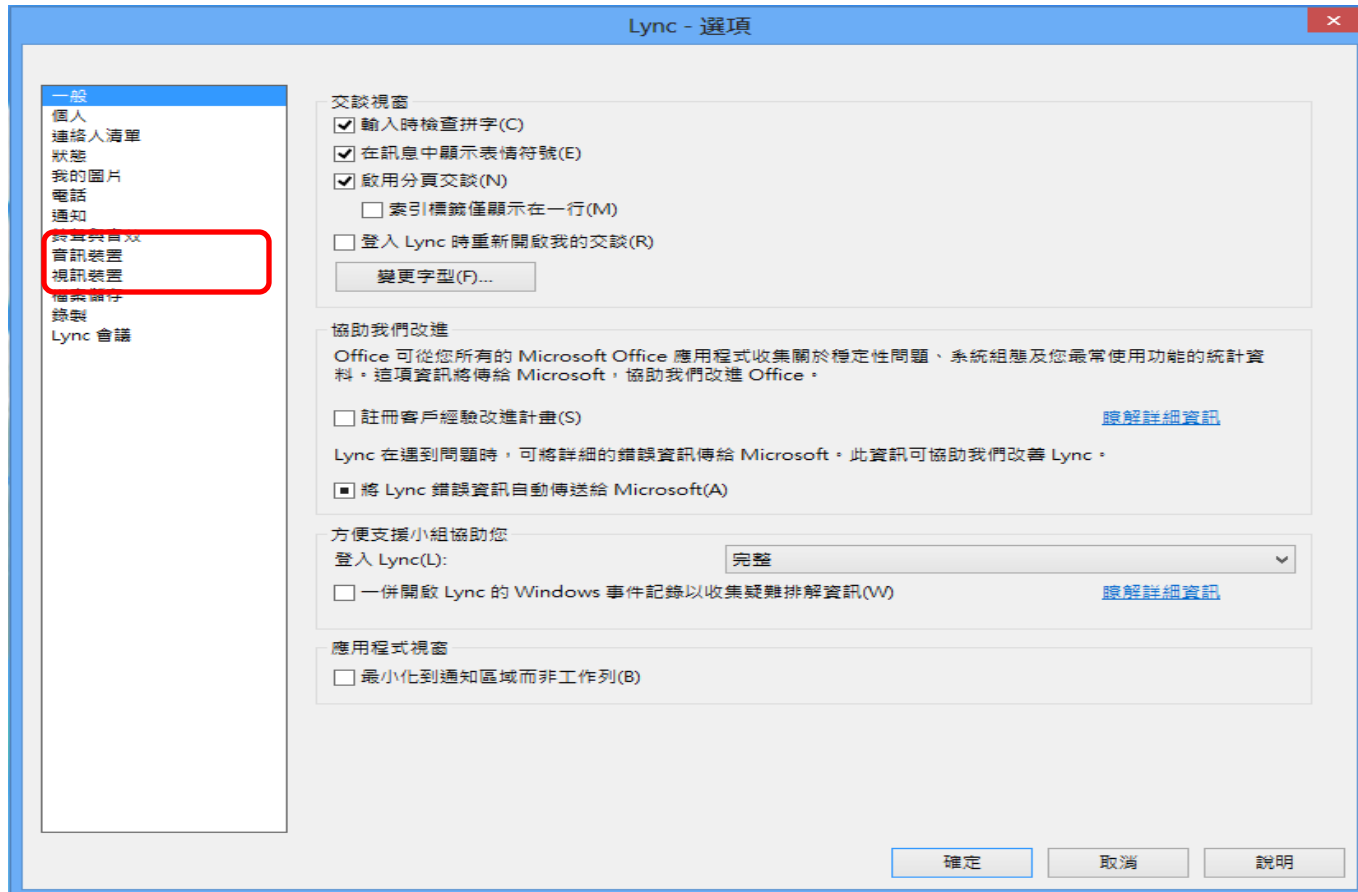 Lync - 選項
一般
個人
連絡人清單
狀態
我的圖片
電話
通知
鈴聲與音效
音訊裝置
視訊裝置
檔案儲存
錄製
Lync 會議
交談視窗
輸入時檢查拼字(C)
在訊息中顯示表情符號(E)
啟用分頁交談(N)
索引標籤僅顯示在一行(M)
登入 Lync 時重新開啟我的交談(R)
變更字型(F)...
協助我們改進
Office 可從您所有的 Microsoft Office 應用程式收集關於穩定性問題、系統組態及您最常使用功能的統計資
料。這項資訊將傳給 Microsoft，協助我們改進 Office。
註冊客戶經驗改進計畫(S)
瞭解詳細資訊
Lync 在遇到問題時，可將詳細的錯誤資訊傳給 Microsoft。此資訊可協助我們改善 Lync。
將 Lync 錯誤資訊自動傳送給 Microsoft(A)
方便支援小組協助您
登入 Lync(L):
完整
一併開啟 Lync 的 Windows 事件記錄以收集疑難排解資訊(W)
瞭解詳細資訊
應用程式視窗
最小化到通知區域而非工作列(B)
確定
取消
說明